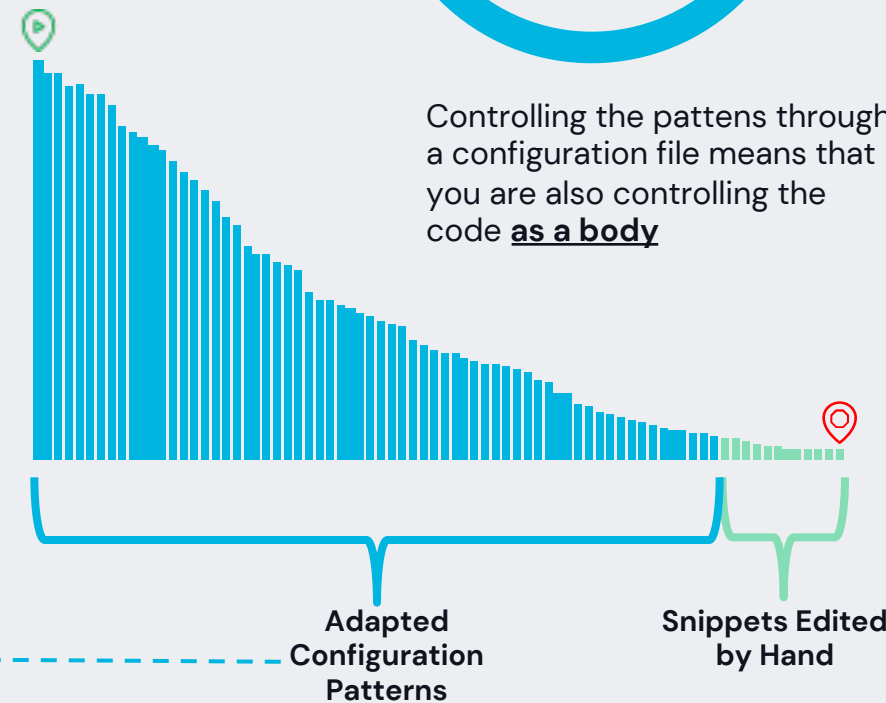 Controlling the pattens through
a configuration file means that
you are also controlling the
code as a body
Adapted
Configuration
Patterns
Snippets Edited
by Hand